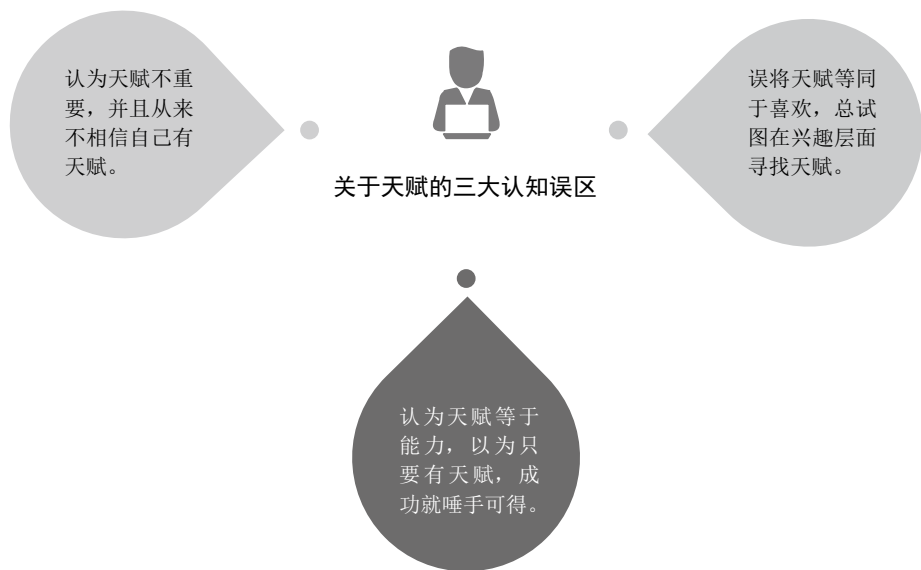 认为天赋不重
要，并且从来
不相信自己有
天赋。
误将天赋等同
于喜欢，总试
图在兴趣层面
寻找天赋。
关于天赋的三大认知误区
认为天赋等于
能力，以为只
要有天赋，成
功就唾手可得。